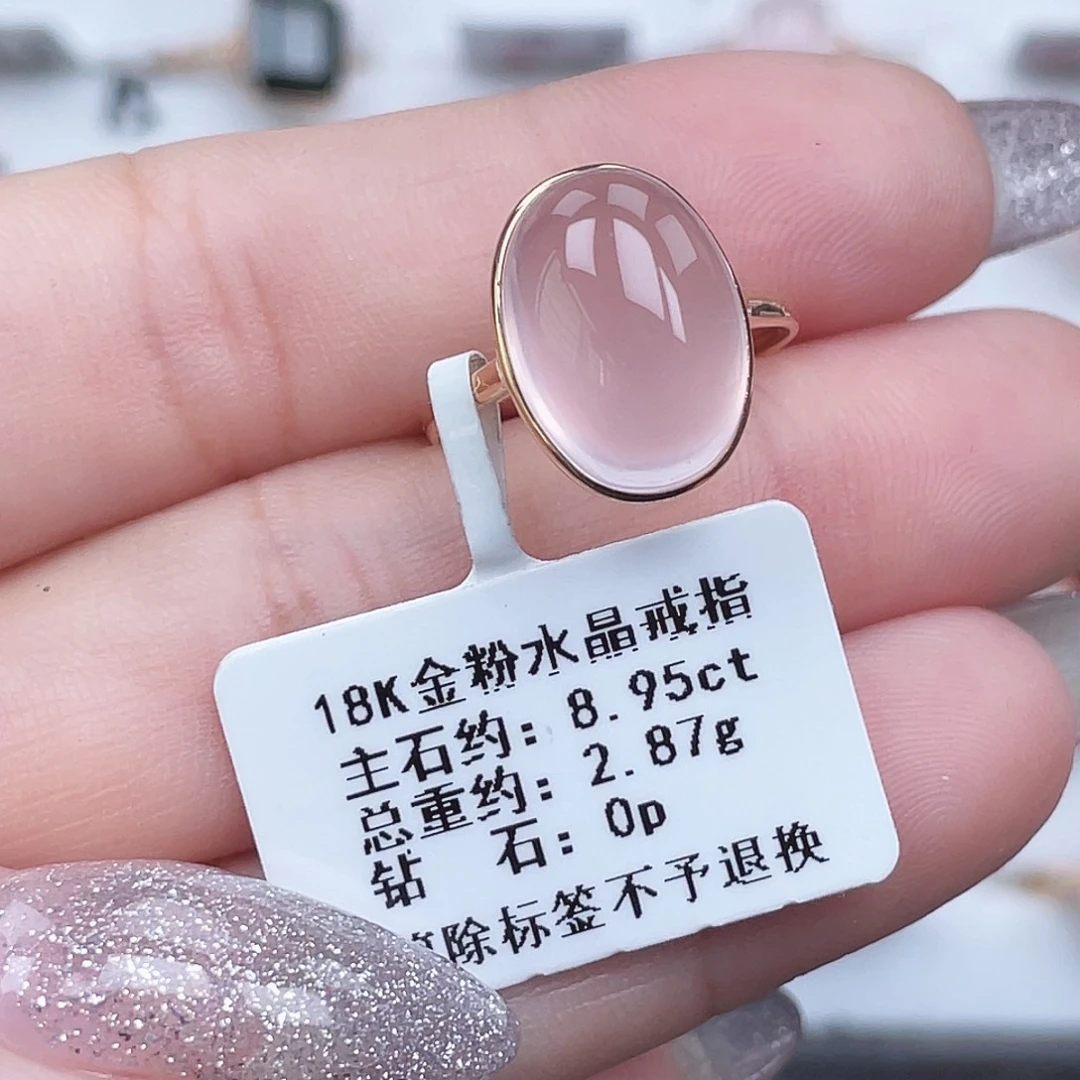 18K金粉水晶戒指
主石约：8.95ct
总重约：2.87g
钻 石：0p
除标签不予退换